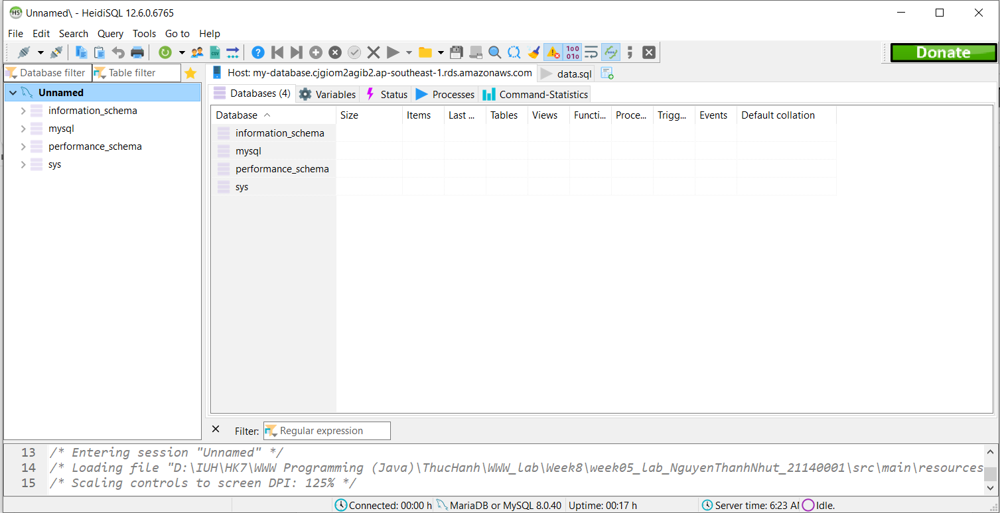 Unnamed\ - HeidiSQL 12.6.0.6765
File Edit Search Query Tools Go to Help
Donate
Database filter Table filter
Host: my-database.cjgiom2agib2.ap-southeast-1.rds.amazonaws.com data.sql
Databases (4) Variables Status Processes Command-Statistics
Unnamed
information_schema
mysql
performance_schema
sys
Database Size Items Last ... Tables Views Functi... Proce... Trigg... Events Default collation
information_schema
mysql
performance_schema
sys
Filter: Regular expression
13 /* Entering session "Unnamed" */
14 /* Loading file "D:\IUH\HK7\WWW Programming (Java)\ThucHanh\WWW_lab\Week8\week05_lab_NguyenThanhNhut_21140001\src\main\resources
15 /* Scaling controls to screen DPI: 125% */
Connected: 00:00 h MariaDB or MySQL 8.0.40 Uptime: 00:17 h Server time: 6:23 Al Idle.